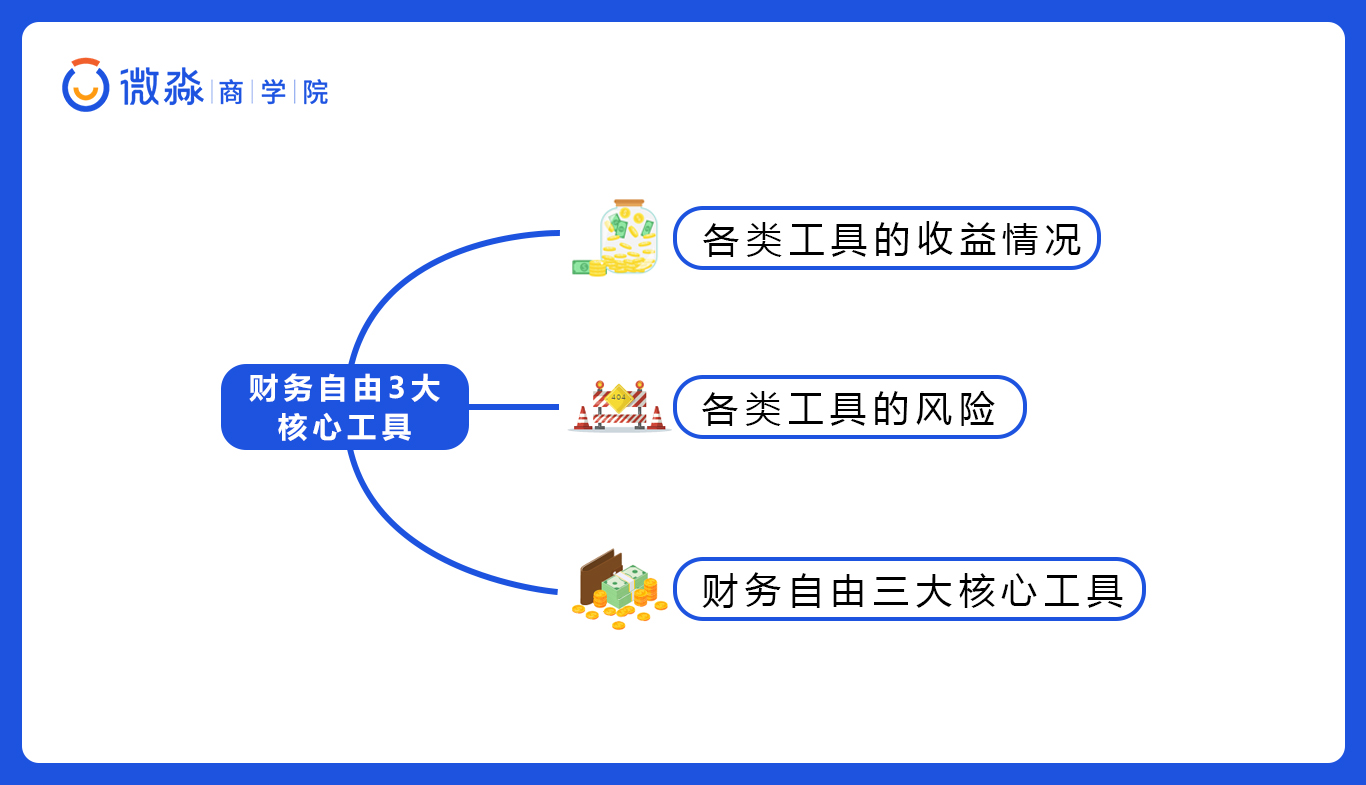 微淼商学院
各类工具的收益情况
财务自由3大
核心工具
404
各类工具的风险
财务自由三大核心工具